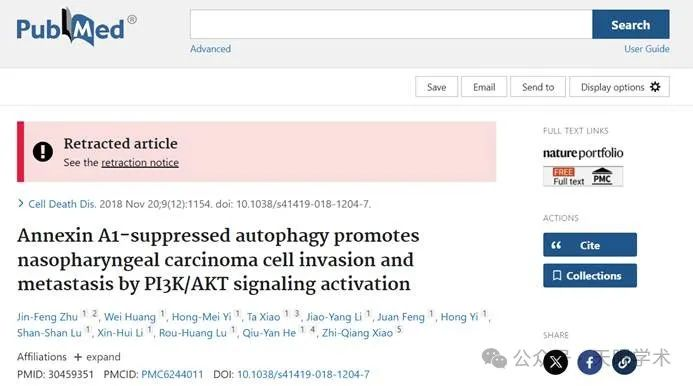 PubMed®
Search
Advanced
User Guide
Save
Email
Send to
Display options
Retracted article
See the retraction notice
FULL TEXT LINKS
nature portfolio
FREE
Full text
PMC
> Cell Death Dis. 2018 Nov 20;9(12):1154. doi: 10.1038/s41419-018-1204-7.
Annexin A1-suppressed autophagy promotes
nasopharyngeal carcinoma cell invasion and
metastasis by PI3K/AKT signaling activation
Jin-Feng Zhu 1 2, Wei Huang 1, Hong-Mei Yi 1, Ta Xiao 1 3, Jiao-Yang Li 1, Juan Feng 1, Hong Yi 1,
Shan-Shan Lu 1, Xin-Hui Li 1, Rou-Huang Lu 1, Qiu-Yan He 1 4, Zhi-Qiang Xiao 5
Affiliations + expand
PMID: 30459351 PMCID: PMC6244011 DOI: 10.1038/s41419-018-1204-7
ACTIONS
Cite
Collections
SHARE
公众号
学术